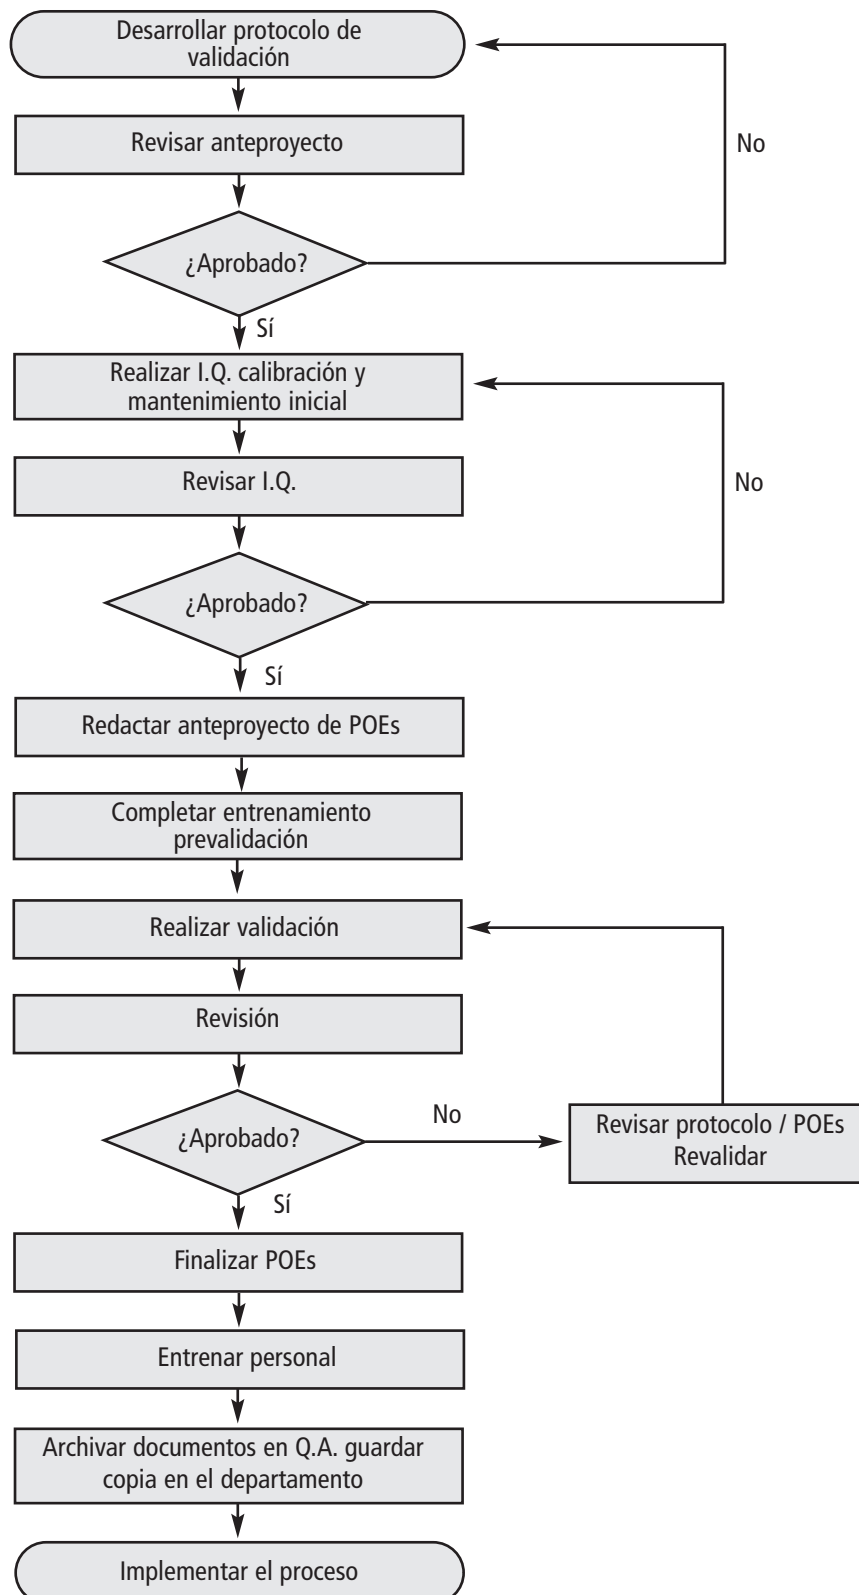 Desarrollar protocolo de
validación
Revisar anteproyecto
No
¿Aprobado?
Sí
Realizar I.Q. calibración y
mantenimiento inicial
Revisar I.Q.
No
¿Aprobado?
Sí
Redactar anteproyecto de POEs
Completar entrenamiento
prevalidación
Realizar validación
Revisión
¿Aprobado?
No
Revisar protocolo / POEs
Revalidar
Sí
Finalizar POEs
Entrenar personal
Archivar documentos en Q.A. guardar
copia en el departamento
Implementar el proceso